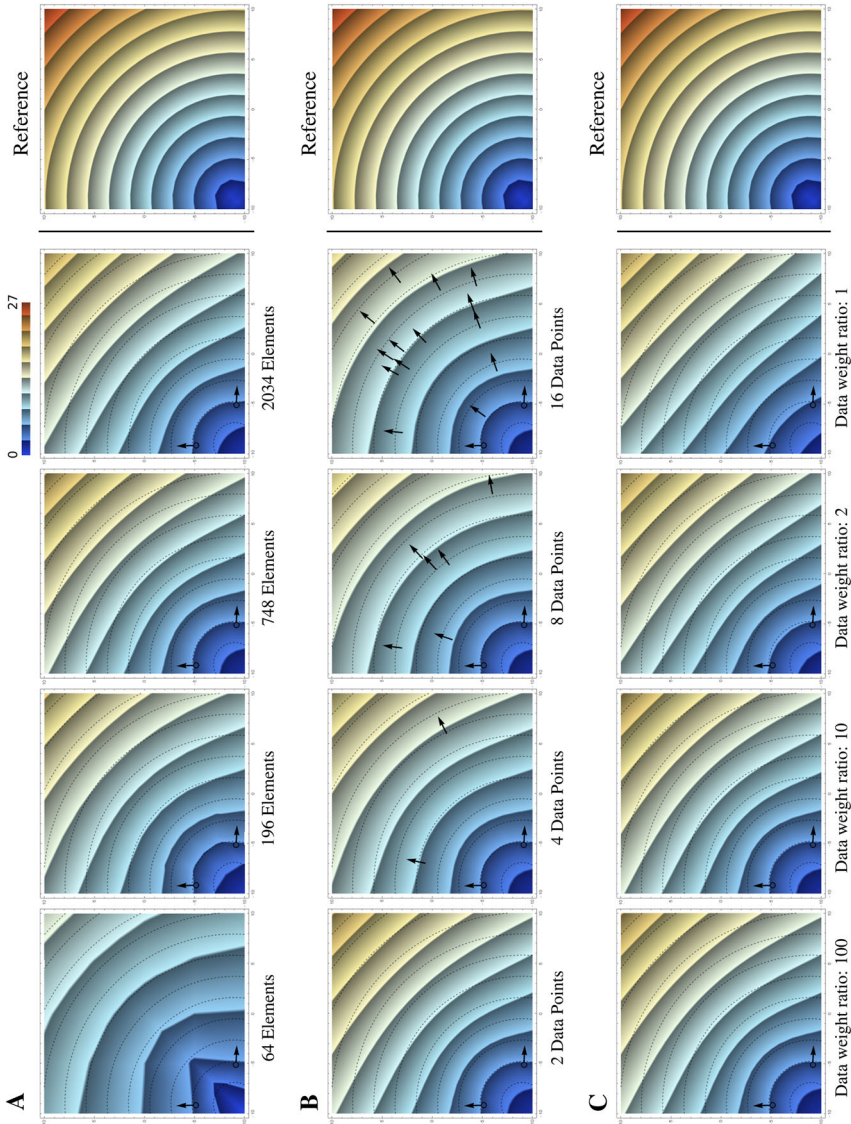 A
0
27
64 Elements
196 Elements
748 Elements
2034 Elements
Reference
B
2 Data Points
4 Data Points
8 Data Points
16 Data Points
Reference
C
Data weight ratio: 100
Data weight ratio: 10
Data weight ratio: 2
Data weight ratio: 1
Reference